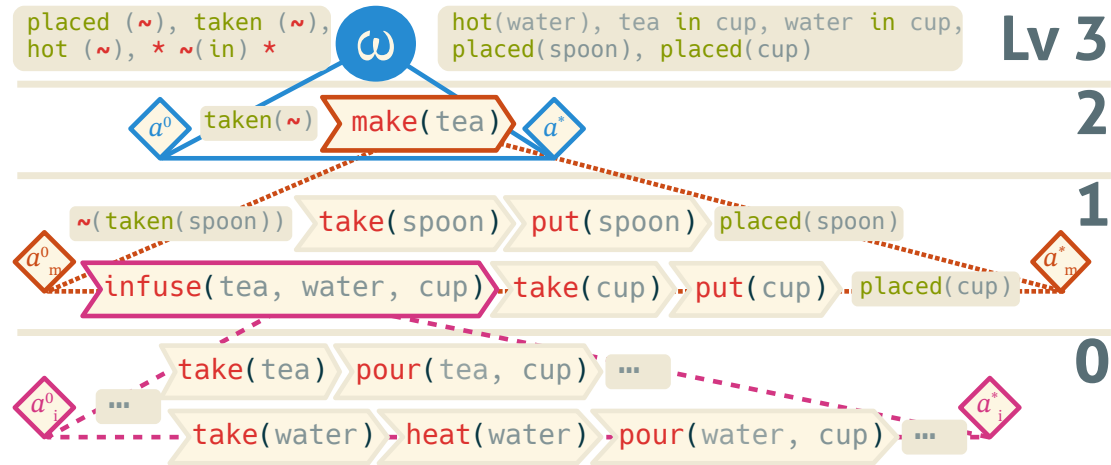 placed (~), taken (~),
hot (~), * ~(in) *
ω
hot(water), tea in cup, water in cup,
placed(spoon), placed(cup)
Lv 3
a⁰
taken(~)
make(tea)
a*
2
~(taken(spoon))
take(spoon)
put(spoon)
placed(spoon)
1
a⁰ₘ
infuse(tea, water, cup)
take(cup)
put(cup)
placed(cup)
a*ₘ
0
take(tea)
pour(tea, cup)
…
a⁰ᵢ
…
a*ᵢ
take(water)
heat(water)
pour(water, cup)
…